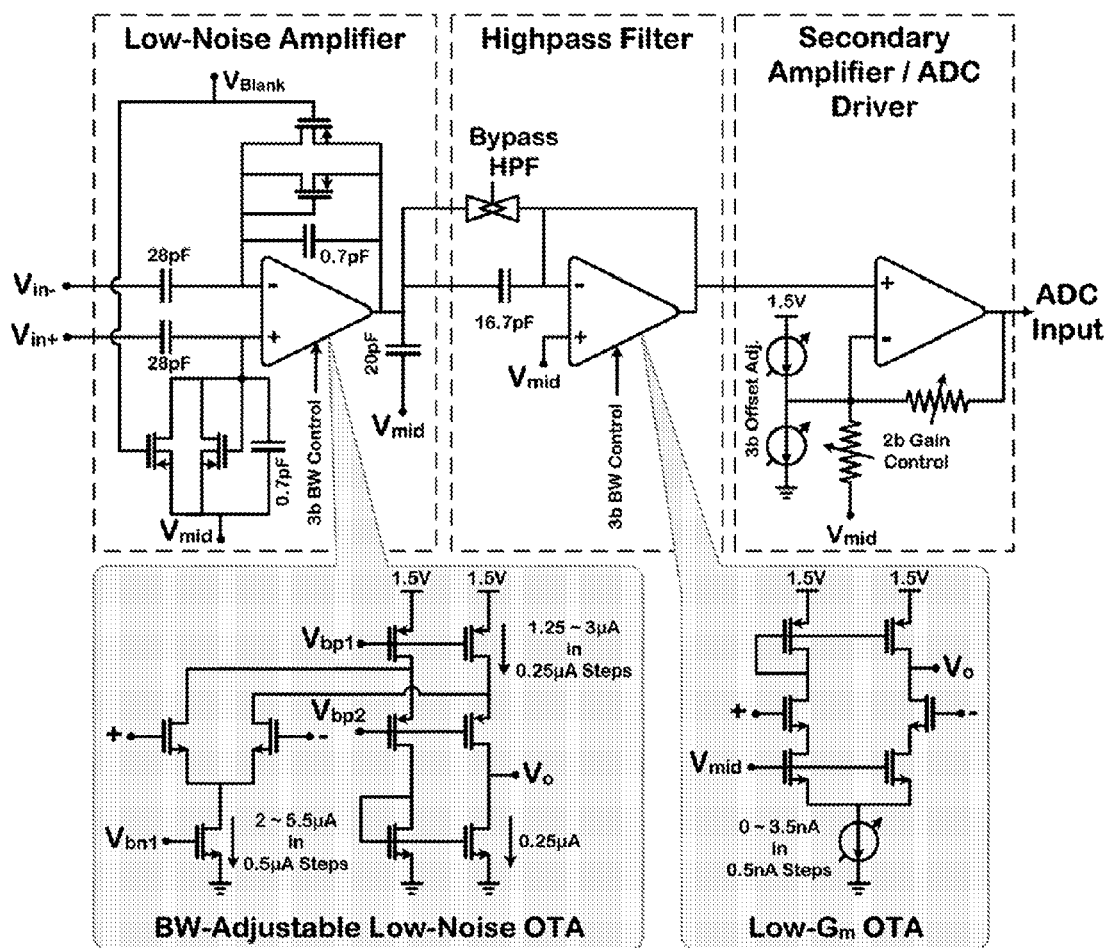 Low-Noise Amplifier
Highpass Filter
Secondary
Amplifier / ADC
Driver
VBlank
Bypass
HPF
28pF
0.7pF
Vin-
-
Vin+
+
28pF
0.7pF
Vmid
3b BW Control
20pF
Vmid
16.7pF
-
+
Vmid
3b BW Control
1.5V
+
-
ADC
Input
3b Offset Adj.
2b Gain
Control
Vmid
1.5V 1.5V
Vbp1
1.25 ~ 3µA
in
0.25µA Steps
+
-
Vbp2
Vo
Vbn1
2 ~ 5.5µA
in
0.5µA Steps
0.25µA
BW-Adjustable Low-Noise OTA
1.5V 1.5V
Vo
+
-
Vmid
0 ~ 3.5nA
in
0.5nA Steps
Low-Gm OTA